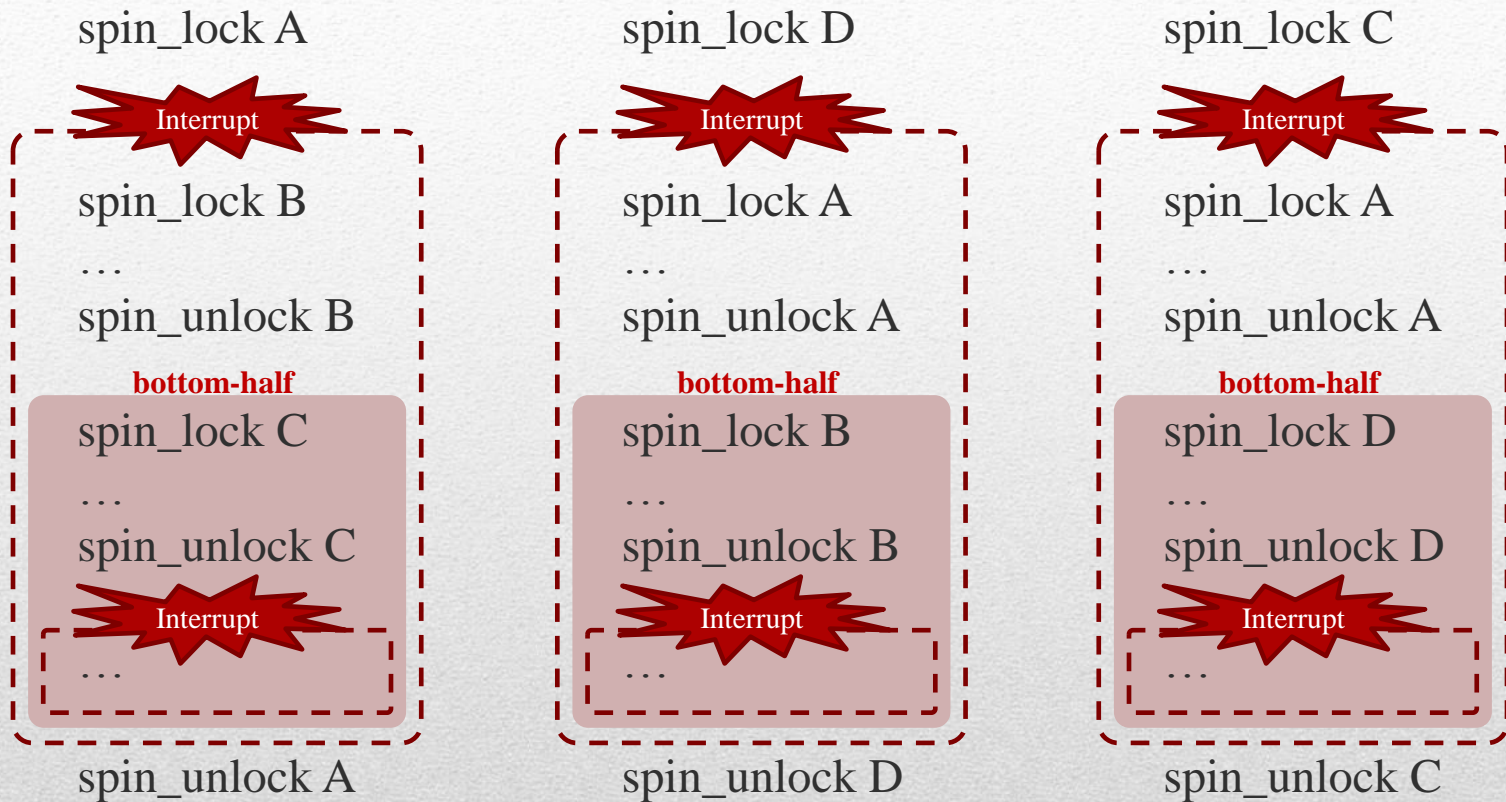 spin_lock A
Interrupt
spin_lock B
…
spin_unlock B
bottom-half
spin_lock C
…
spin_unlock C
Interrupt
…
spin_unlock A
spin_lock D
Interrupt
spin_lock A
…
spin_unlock A
bottom-half
spin_lock B
…
spin_unlock B
Interrupt
…
spin_unlock D
spin_lock C
Interrupt
spin_lock A
…
spin_unlock A
bottom-half
spin_lock D
…
spin_unlock D
Interrupt
…
spin_unlock C